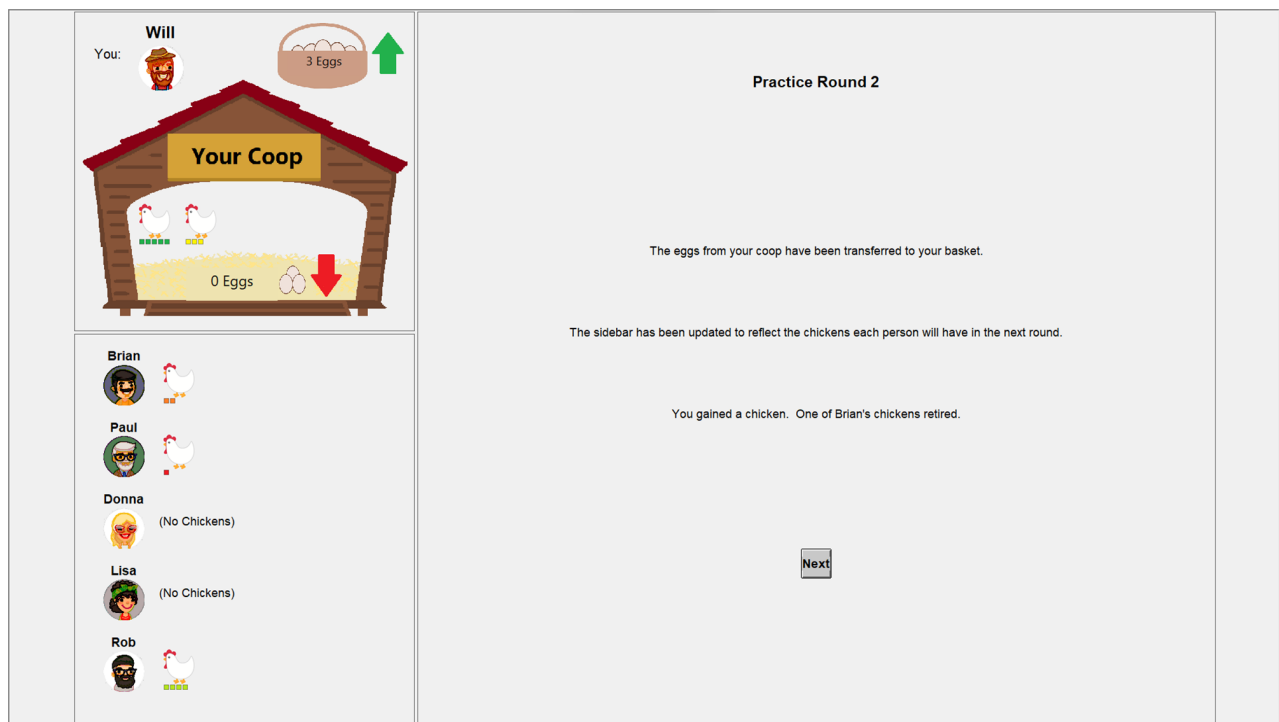 Will
You:
3 Eggs
Your Coop
0 Eggs
Brian
Paul
Donna
(No Chickens)
Lisa
(No Chickens)
Rob
Practice Round 2
The eggs from your coop have been transferred to your basket.
The sidebar has been updated to reflect the chickens each person will have in the next round.
You gained a chicken.  One of Brian's chickens retired.
Next